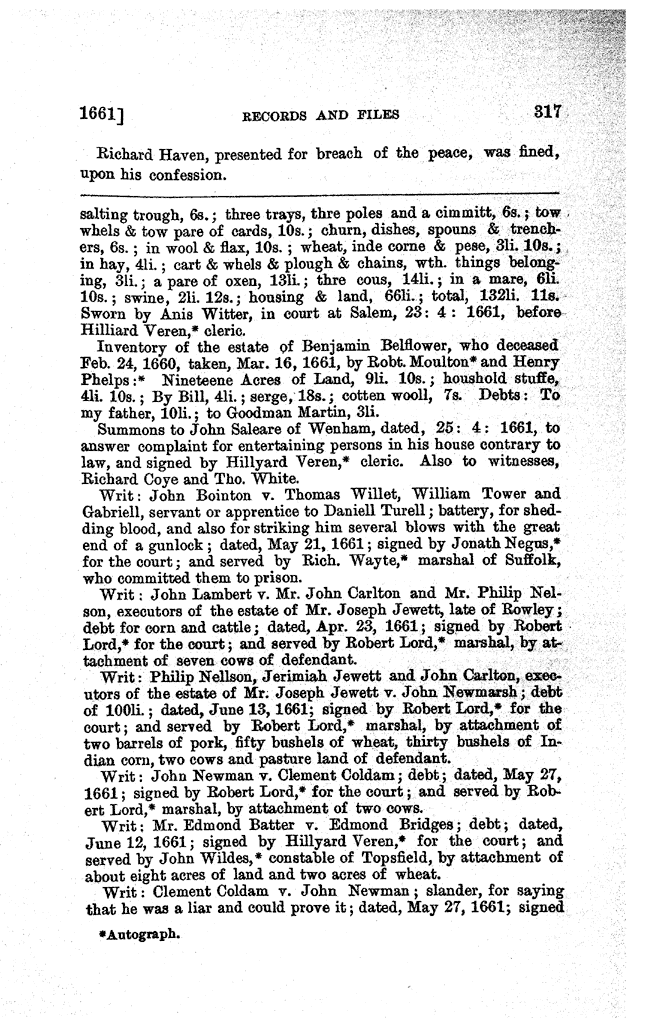 1661]
RECORDS AND FILES
317
Richard Haven, presented for breach of the peace, was fined,
upon his confession.
salting trough, 6s.; three trays, thre poles and a cimmitt, 6s.; tow
whels & tow pare of cards, 10s.; churn, dishes, spouns & trench-
ers, 6s.; in wool & flax, 10s.; wheat, inde corne & pese, 3li. 10s.;
in hay, 4li.; cart & whels & plough & chains, wth. things belong-
ing, 3li.; a pare of oxen, 13li.; thre cous, 14li.; in a mare, 6li.
10s.; swine, 2li. 12s.; housing & land, 66li.; total, 132li. 11s.
Sworn by Anis Witter, in court at Salem, 23: 4: 1661, before
Hilliard Veren,* cleric.
Inventory of the estate of Benjamin Belflower, who deceased
Feb. 24, 1660, taken, Mar. 16, 1661, by Robt. Moulton* and Henry
Phelps:* Nineteene Acres of Land, 9li. 10s.; houshold stuffe,
4li. 10s.; By Bill, 4li.; serge, 18s.; cotten wooll, 7s. Debts: To
my father, 10li.; to Goodman Martin, 3li.
Summons to John Saleare of Wenham, dated, 25: 4: 1661, to
answer complaint for entertaining persons in his house contrary to
law, and signed by Hillyard Veren,* cleric. Also to witnesses,
Richard Coye and Tho. White.
Writ: John Bointon v. Thomas Willet, William Tower and
Gabriell, servant or apprentice to Daniell Turell; battery, for shed-
ding blood, and also for striking him several blows with the great
end of a gunlock; dated, May 21, 1661; signed by Jonath Negus,*
for the court; and served by Rich. Wayte,* marshal of Suffolk,
who committed them to prison.
Writ: John Lambert v. Mr. John Carlton and Mr. Philip Nel-
son, executors of the estate of Mr. Joseph Jewett, late of Rowley;
debt for corn and cattle; dated, Apr. 23, 1661; signed by Robert
Lord,* for the court; and served by Robert Lord,* marshal, by at-
tachment of seven cows of defendant.
Writ: Philip Nellson, Jerimiah Jewett and John Carlton, exec-
utors of the estate of Mr. Joseph Jewett v. John Newmarsh; debt
of 100li.; dated, June 13, 1661; signed by Robert Lord,* for the
court; and served by Robert Lord,* marshal, by attachment of
two barrels of pork, fifty bushels of wheat, thirty bushels of In-
dian corn, two cows and pasture land of defendant.
Writ: John Newman v. Clement Coldam; debt; dated, May 27,
1661; signed by Robert Lord,* for the court; and served by Rob-
ert Lord,* marshal, by attachment of two cows.
Writ: Mr. Edmond Batter v. Edmond Bridges; debt; dated,
June 12, 1661; signed by Hillyard Veren,* for the court; and
served by John Wildes,* constable of Topsfield, by attachment of
about eight acres of land and two acres of wheat.
Writ: Clement Coldam v. John Newman; slander, for saying
that he was a liar and could prove it; dated, May 27, 1661; signed
*Autograph.